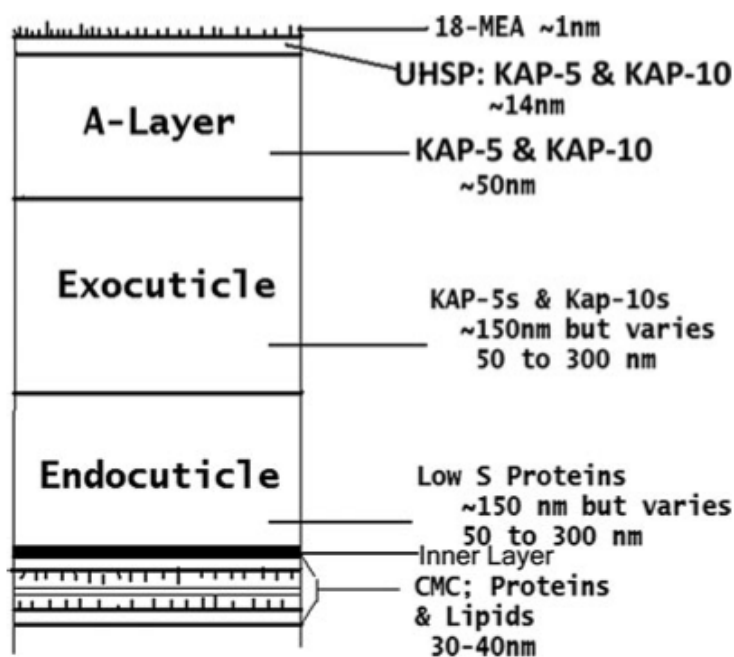 18-MEA ~1nm
UHSP: KAP-5 & KAP-10
~14nm
A-Layer
KAP-5 & KAP-10
~50nm
Exocuticle
KAP-5s & Kap-10s
~150nm but varies
50 to 300 nm
Endocuticle
Low S Proteins
~150 nm but varies
50 to 300 nm
Inner Layer
CMC; Proteins
& Lipids
30-40nm